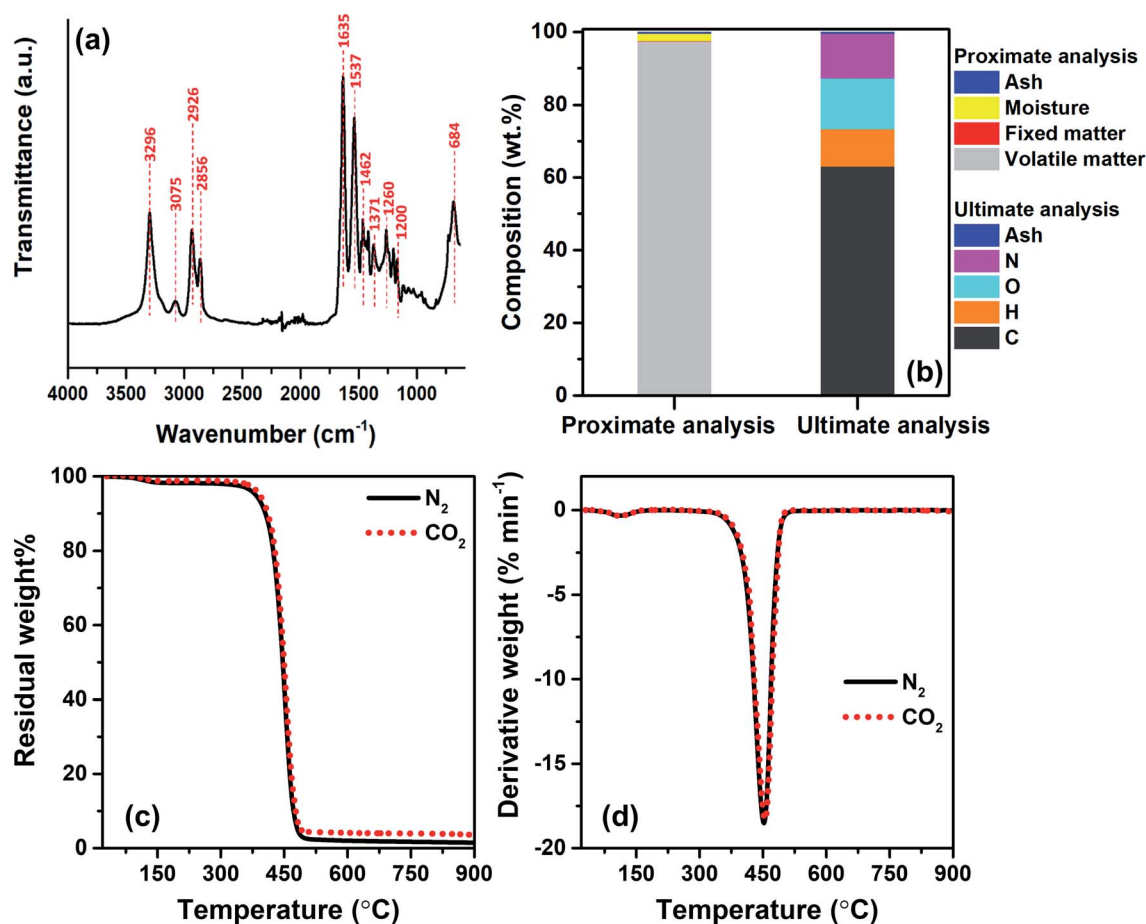 (a)
Transmittance (a.u.)
3296
3075
2926
2856
1635
1537
1462
1371
1260
1200
684
4000 3500 3000 2500 2000 1500 1000
Wavenumber (cm⁻¹)
(b)
Composition (wt.%)
100
80
60
40
20
0
Proximate analysis Ultimate analysis
Proximate analysis
Ash
Moisture
Fixed matter
Volatile matter
Ultimate analysis
Ash
N
O
H
C
(c)
Residual weight%
100
80
60
40
20
0
N₂
CO₂
150 300 450 600 750 900
Temperature (°C)
(d)
Derivative weight (% min⁻¹)
0
-5
-10
-15
-20
N₂
CO₂
150 300 450 600 750 900
Temperature (°C)